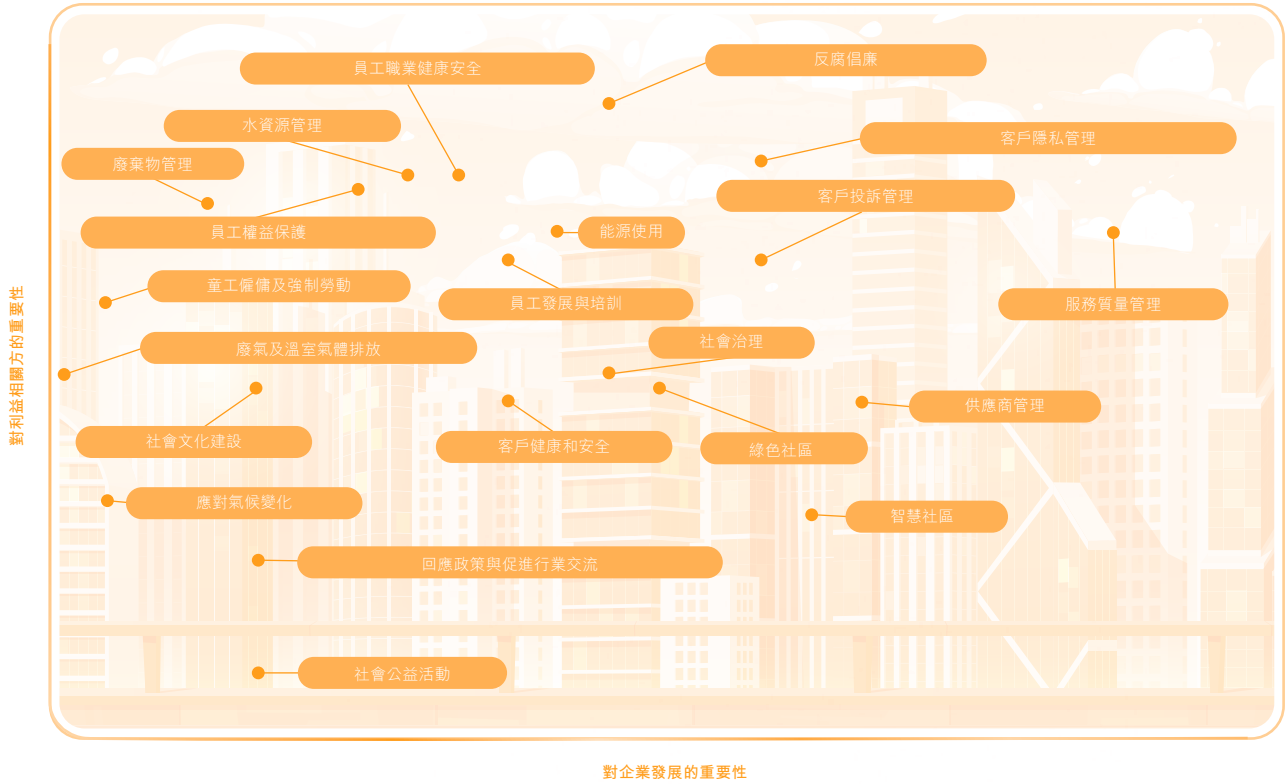 反腐倡廉
員工職業健康安全
水資源管理
客戶隱私管理
廢棄物管理
客戶投訴管理
員工權益保護
能源使用
童工僱傭及強制勞動
員工發展與培訓
服務質量管理
社會治理
廢氣及溫室氣體排放
供應商管理
社會文化建設
客戶健康和安全
綠色社區
應對氣候變化
智慧社區
回應政策與促進行業交流
社會公益活動
對利益相關方的重要性
對企業發展的重要性